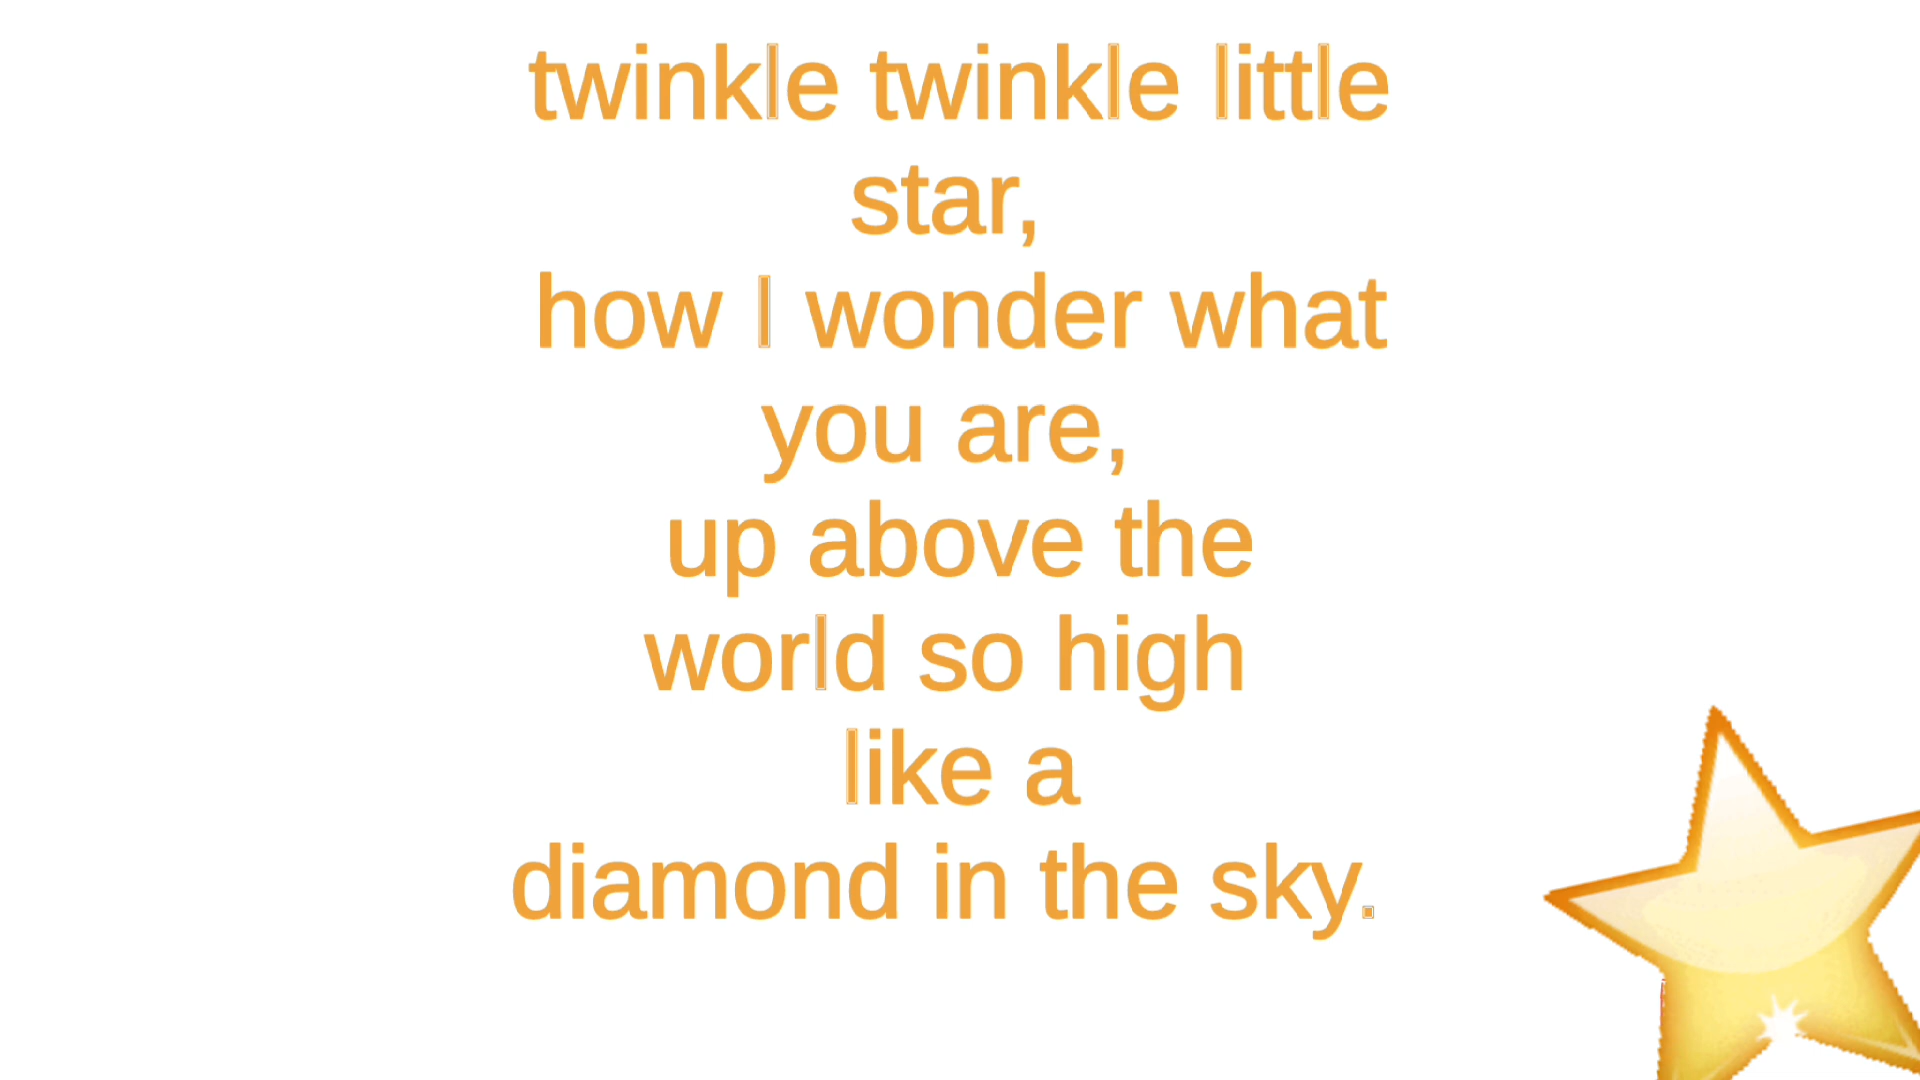 twinkle twinkle little
star,
how I wonder what
you are,
up above the
world so high
like a
diamond in the sky.